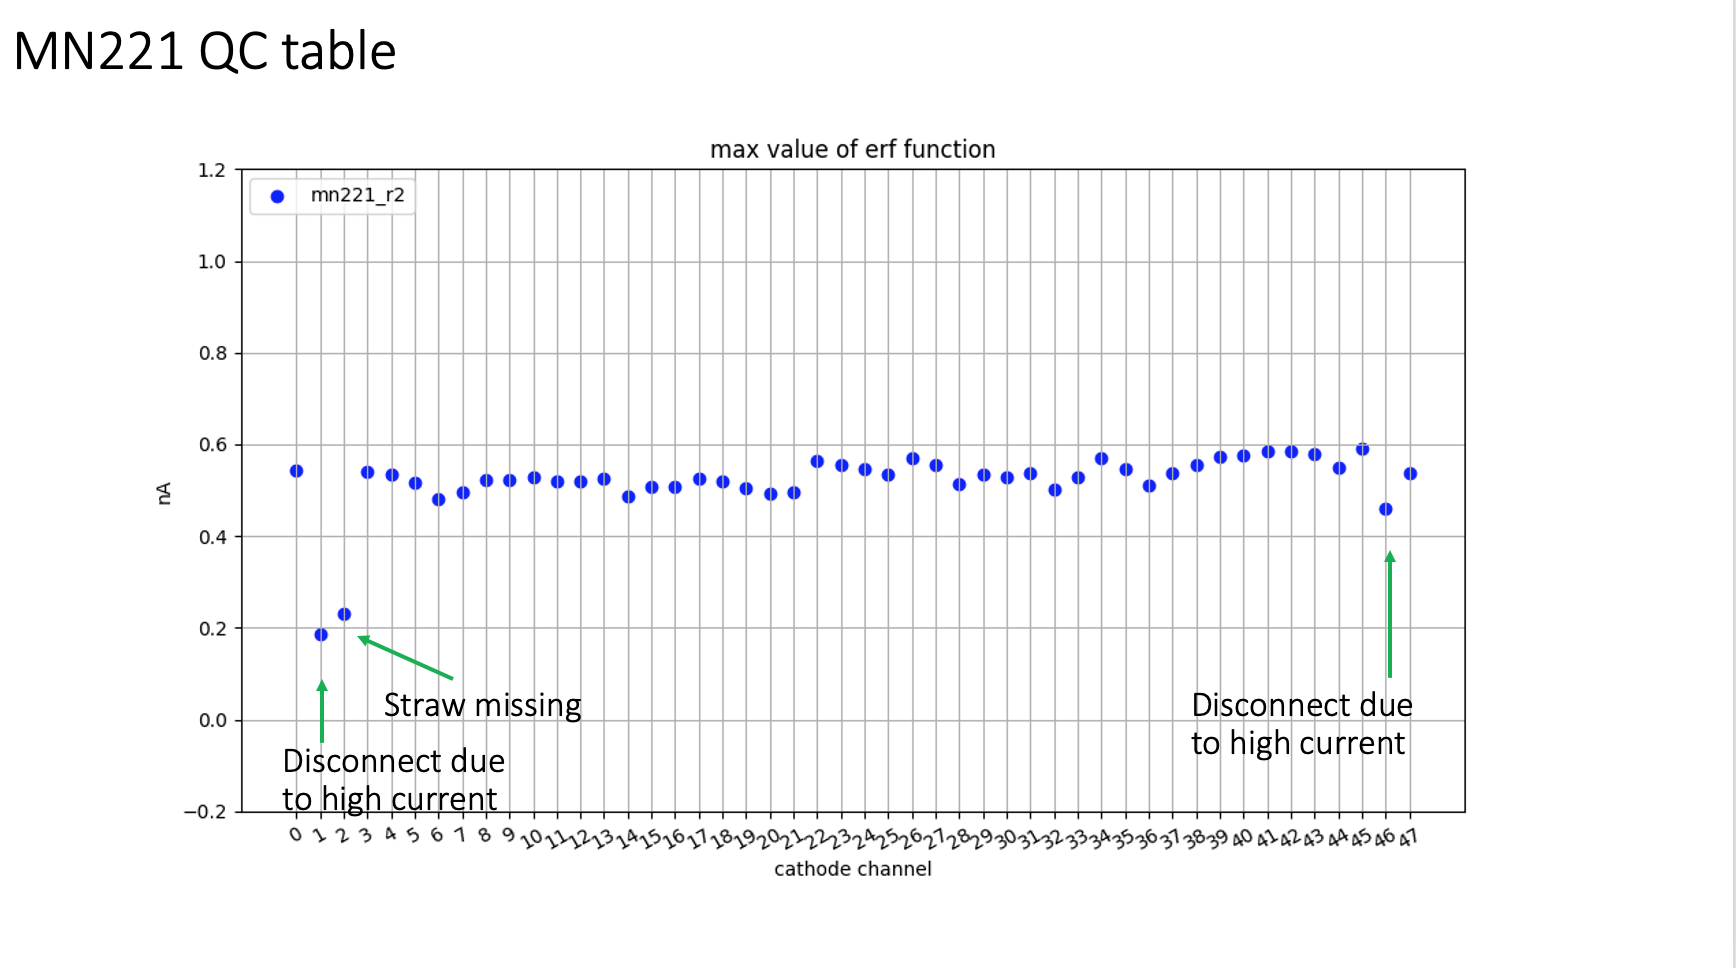 MN221 QC table
max value of erf function
mn221_r2
1.2
1.0
0.8
0.6
0.4
0.2
0.0
−0.2
nA
Straw missing
Disconnect due
to high current
Disconnect due
to high current
0 1 2 3 4 5 6 7 8 9 10 11 12 13 14 15 16 17 18 19 20 21 22 23 24 25 26 27 28 29 30 31 32 33 34 35 36 37 38 39 40 41 42 43 44 45 46 47
cathode channel